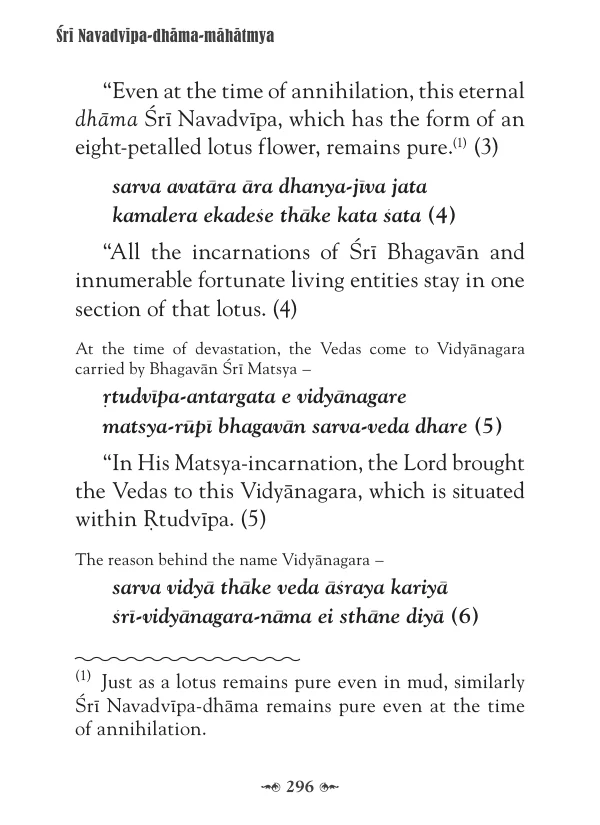 Śrī Navadvīpa-dhāma-māhātmya
“Even at the time of annihilation, this eternal
dhāma Śrī Navadvīpa, which has the form of an
eight-petalled lotus flower, remains pure.(1) (3)
sarva avatāra āra dhanya-jīva jata
kamalera ekadeśe thāke kata śata (4)
“All the incarnations of Śrī Bhagavān and
innumerable fortunate living entities stay in one
section of that lotus. (4)
At the time of devastation, the Vedas come to Vidyānagara
carried by Bhagavān Śrī Matsya –
ṛtudvīpa-antargata e vidyānagare
matsya-rūpī bhagavān sarva-veda dhare (5)
“In His Matsya-incarnation, the Lord brought
the Vedas to this Vidyānagara, which is situated
within Ṛtudvīpa. (5)
The reason behind the name Vidyānagara –
sarva vidyā thāke veda āśraya kariyā
śrī-vidyānagara-nāma ei sthāne diyā (6)
(1) Just as a lotus remains pure even in mud, similarly
Śrī Navadvīpa-dhāma remains pure even at the time
of annihilation.
296